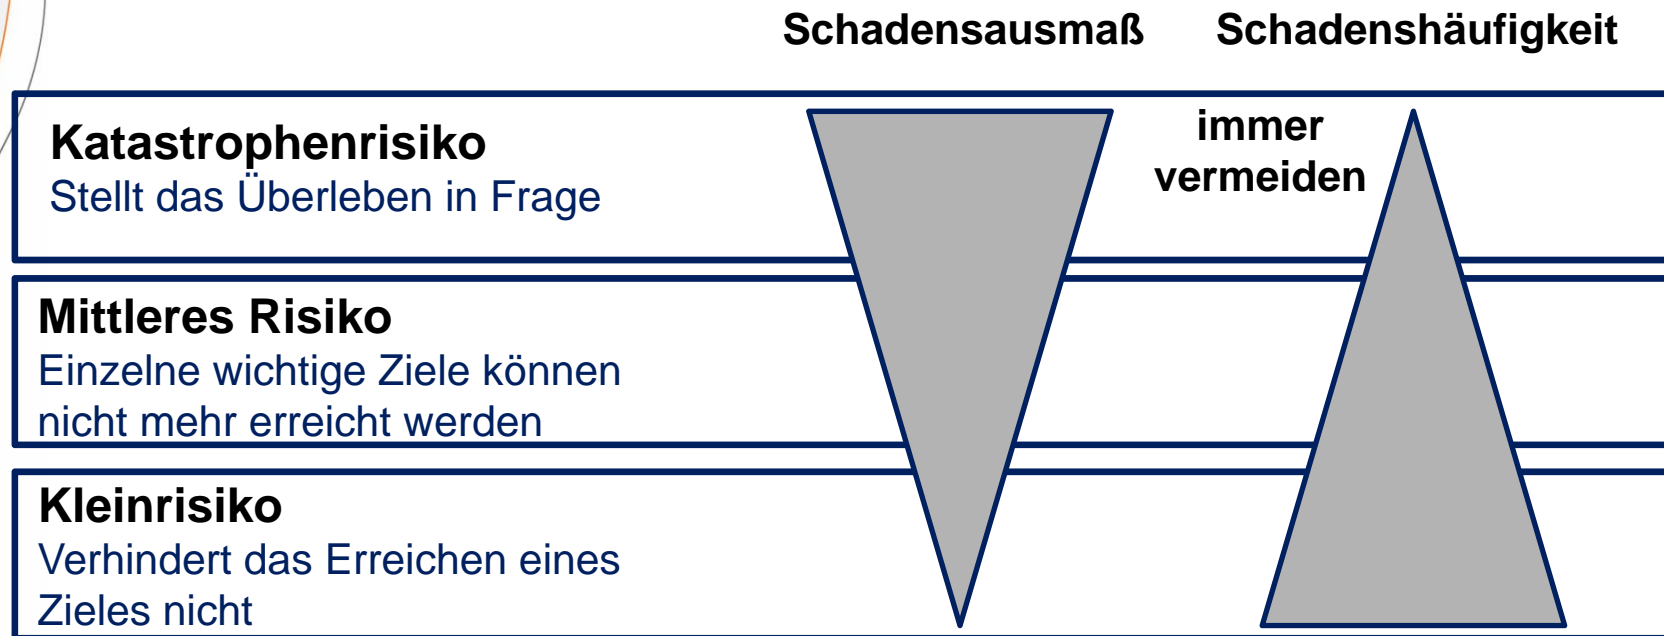 Schadensausmaß Schadenshäufigkeit
Katastrophenrisiko
Stellt das Überleben in Frage
immer
vermeiden
Mittleres Risiko
Einzelne wichtige Ziele können
nicht mehr erreicht werden
Kleinrisiko
Verhindert das Erreichen eines
Zieles nicht